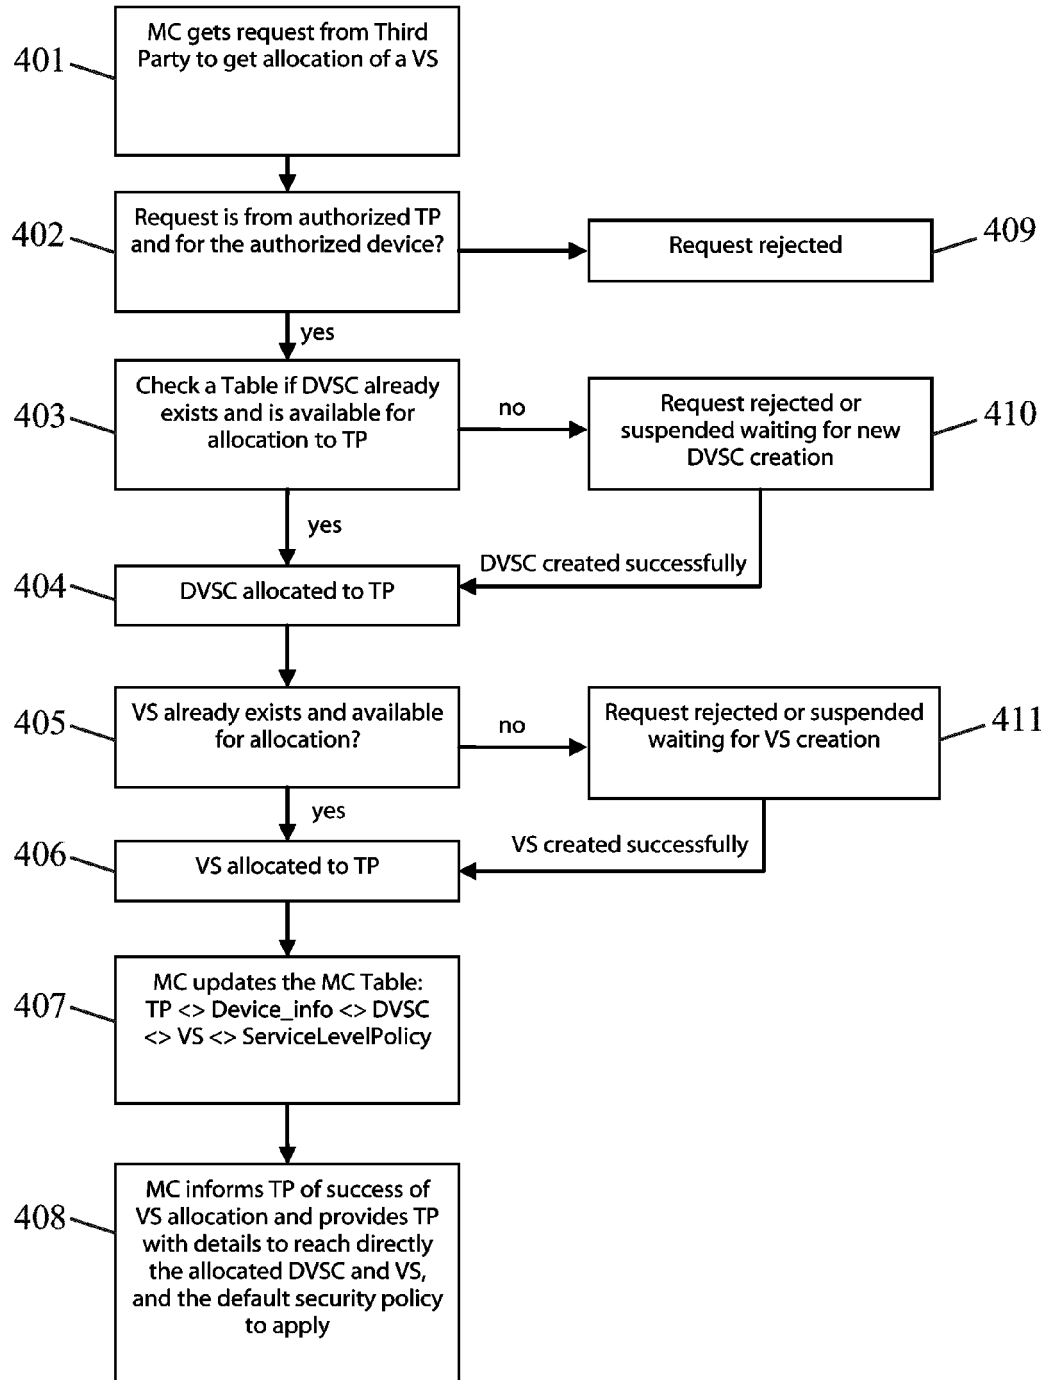 MC gets request from Third
Party to get allocation of a VS
401
Request is from authorized TP
and for the authorized device?
402
Request rejected
409
yes
Check a Table if DVSC already
exists and is available for
allocation to TP
403
no
Request rejected or
suspended waiting for new
DVSC creation
410
yes
DVSC created successfully
DVSC allocated to TP
404
VS already exists and available
for allocation?
405
no
Request rejected or suspended
waiting for VS creation
411
yes
VS created successfully
VS allocated to TP
406
MC updates the MC Table:
TP <> Device_info <> DVSC
<> VS <> ServiceLevelPolicy
407
MC informs TP of success of
VS allocation and provides TP
with details to reach directly
the allocated DVSC and VS,
and the default security policy
to apply
408